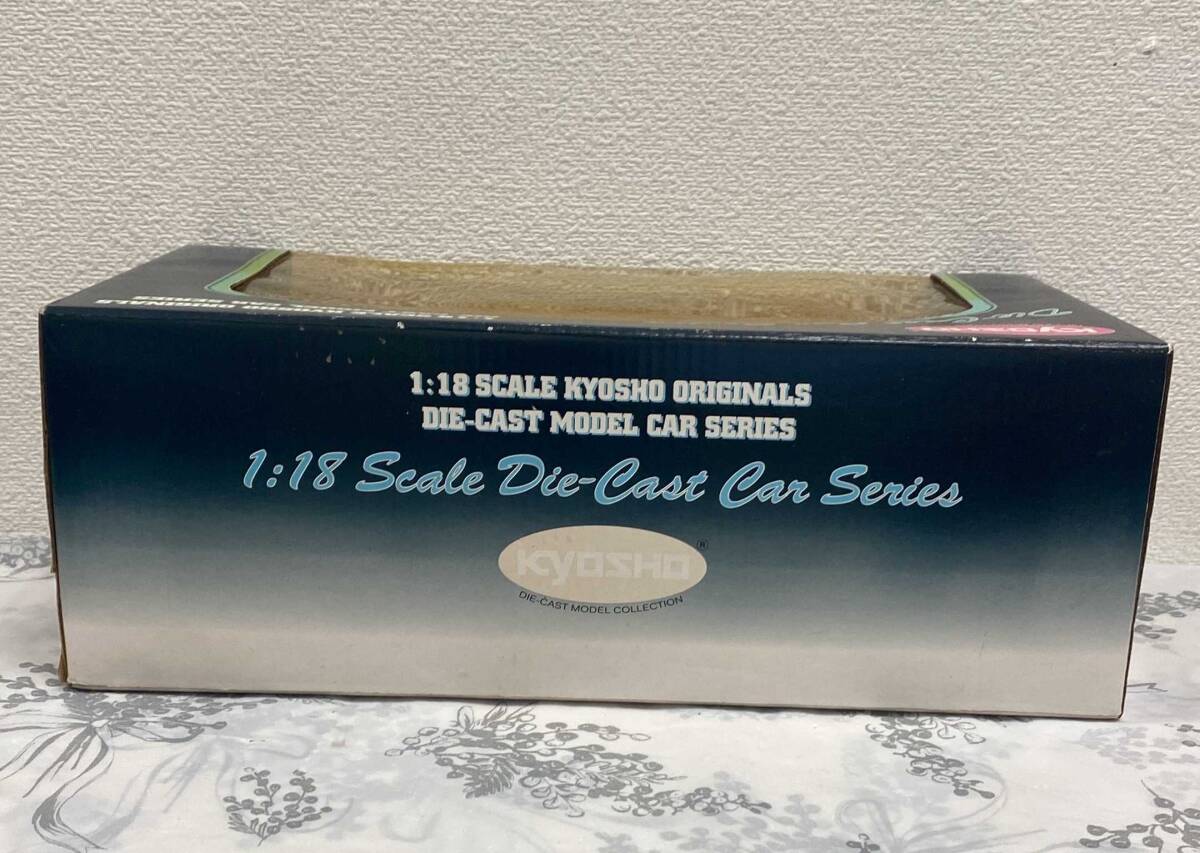 1:18 SCALE KYOSHO ORIGINALS
DIE-CAST MODEL CAR SERIES
1:18 Scale Die-Cast Car Series
KYOSHO ®
DIE-CAST MODEL COLLECTION